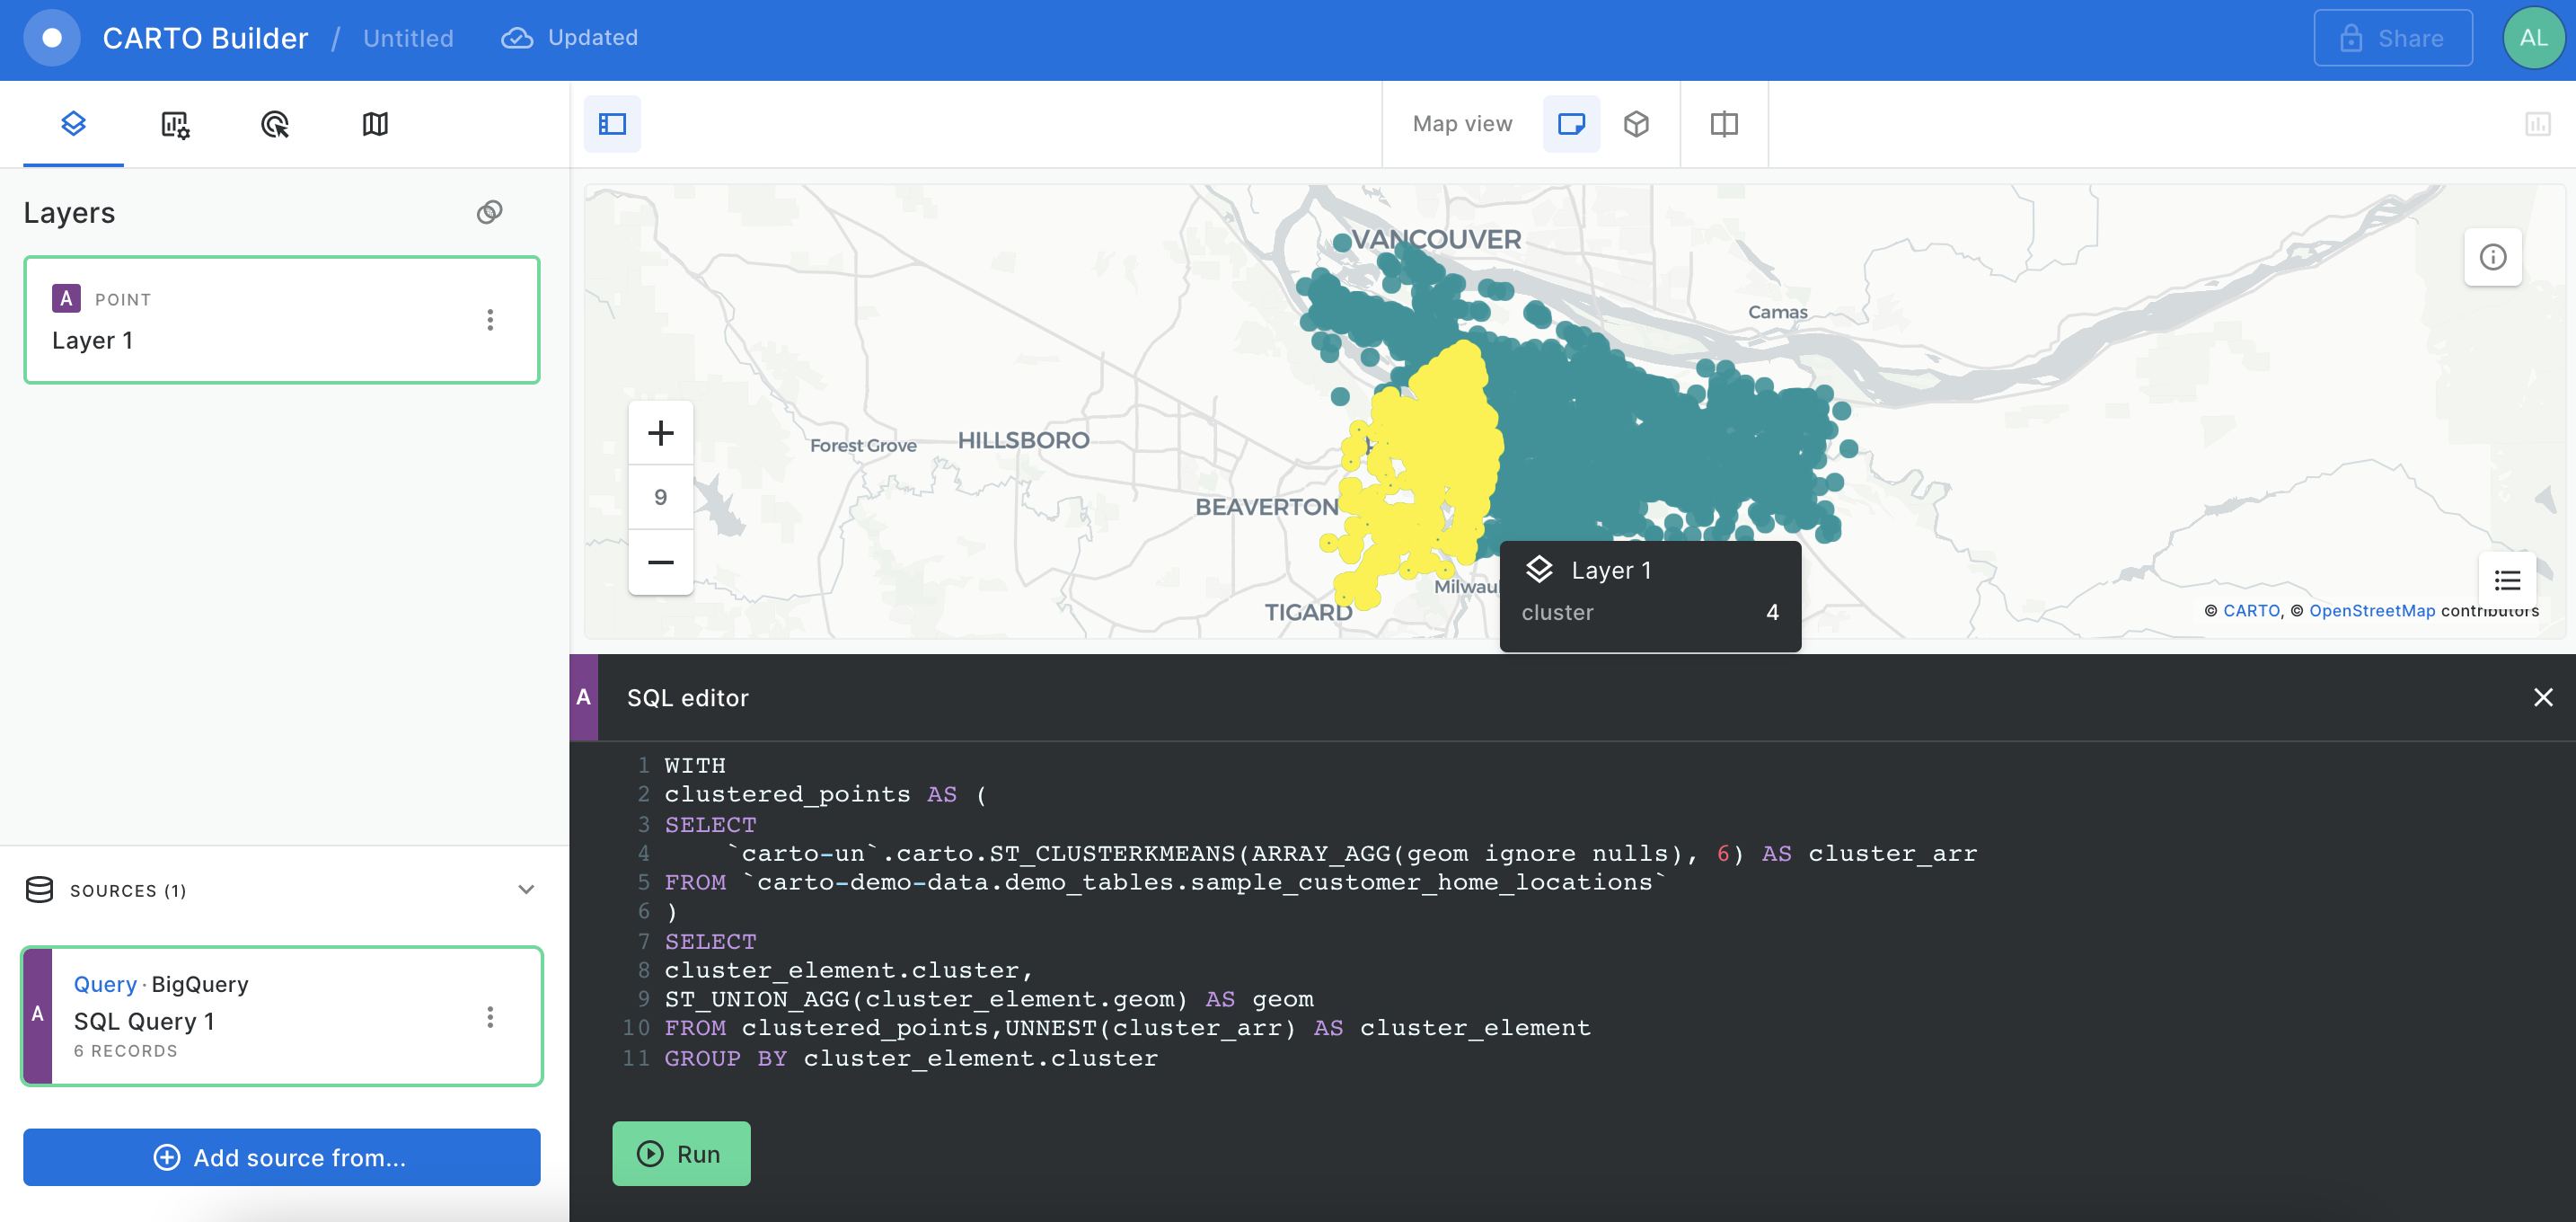 CARTO Builder / Untitled Updated Share AL
Map view
Layers
A POINT
Layer 1
VANCOUVER
Camas
Forest Grove
HILLSBORO
BEAVERTON
TIGARD
9
Layer 1
cluster 4
© CARTO, © OpenStreetMap contributors
SOURCES (1)
A
Query · BigQuery
SQL Query 1
6 RECORDS
Add source from...
A SQL editor
1 WITH
2 clustered_points AS (
3 SELECT
4 `carto-un`.carto.ST_CLUSTERKMEANS(ARRAY_AGG(geom ignore nulls), 6) AS cluster_arr
5 FROM `carto-demo-data.demo_tables.sample_customer_home_locations`
6 )
7 SELECT
8 cluster_element.cluster,
9 ST_UNION_AGG(cluster_element.geom) AS geom
10 FROM clustered_points,UNNEST(cluster_arr) AS cluster_element
11 GROUP BY cluster_element.cluster
Run